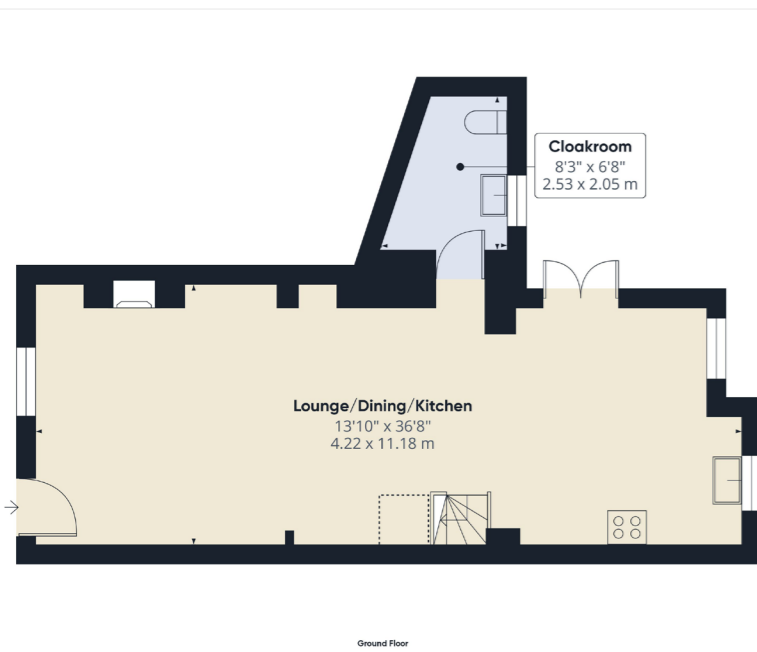 Cloakroom
8'3" x 6'8"
2.53 x 2.05 m
Lounge/Dining/Kitchen
13'10" x 36'8"
4.22 x 11.18 m
Ground Floor